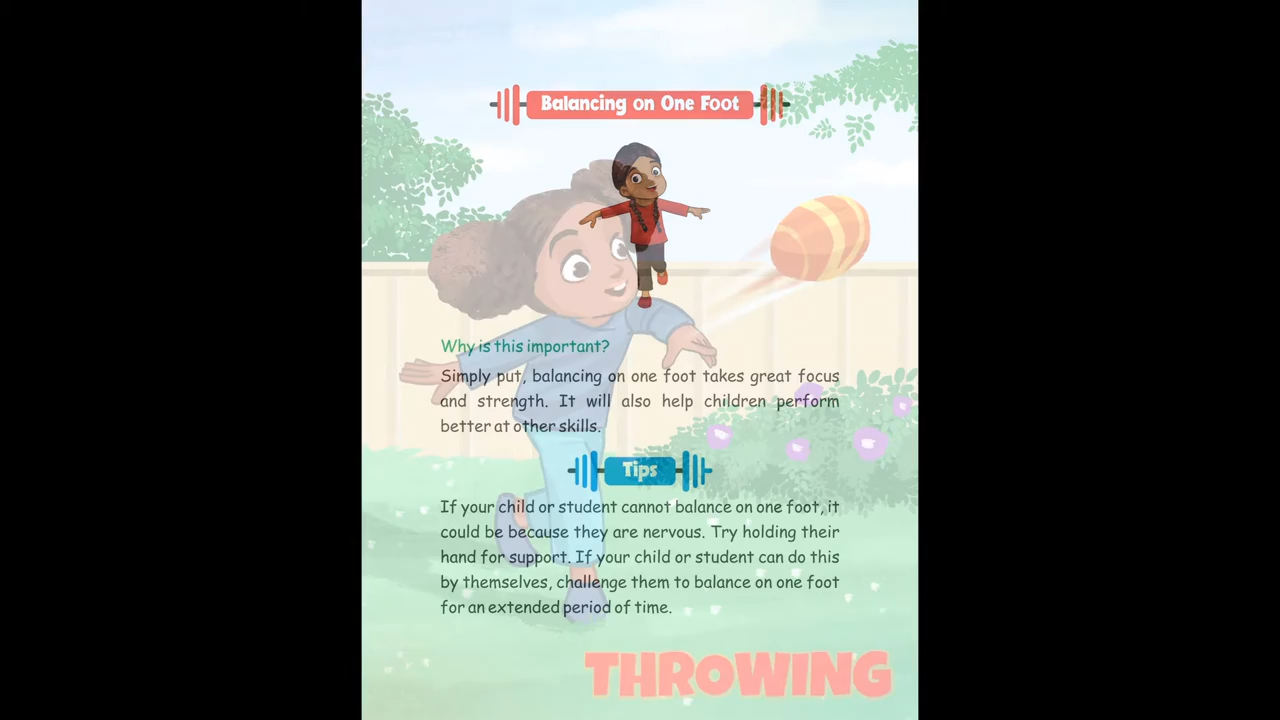 Balancing on One Foot
Why is this important?
Simply put, balancing on one foot takes great focus
and strength. It will also help children perform
better at other skills.
Tips
If your child or student cannot balance on one foot, it
could be because they are nervous. Try holding their
hand for support. If your child or student can do this
by themselves, challenge them to balance on one foot
for an extended period of time.
THROWING